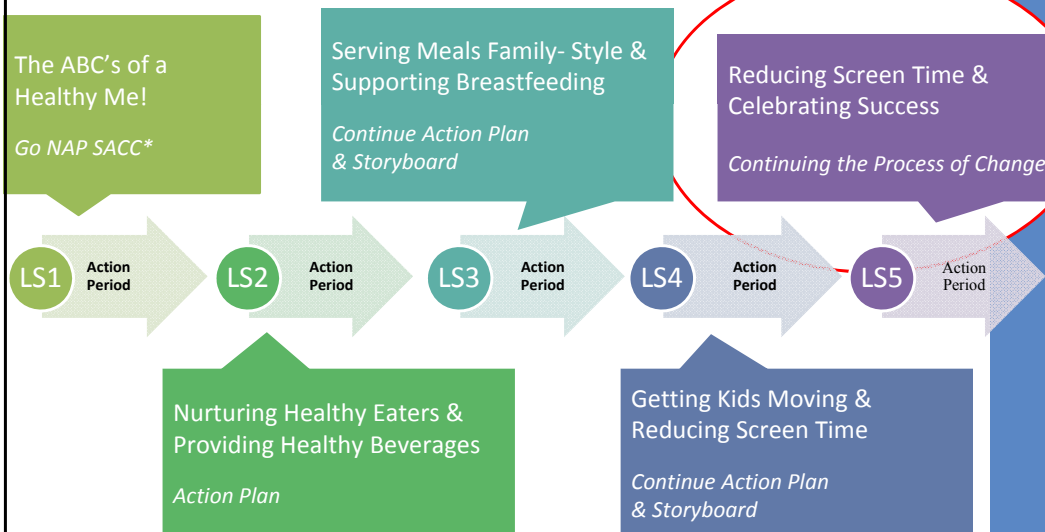 The ABC's of a
Healthy Me!
Go NAP SACC*
Serving Meals Family- Style &
Supporting Breastfeeding
Continue Action Plan
& Storyboard
Reducing Screen Time &
Celebrating Success
Continuing the Process of Change
LS1
Action
Period
LS2
Action
Period
LS3
Action
Period
LS4
Action
Period
LS5
Action
Period
Nurturing Healthy Eaters &
Providing Healthy Beverages
Action Plan
Getting Kids Moving &
Reducing Screen Time
Continue Action Plan
& Storyboard